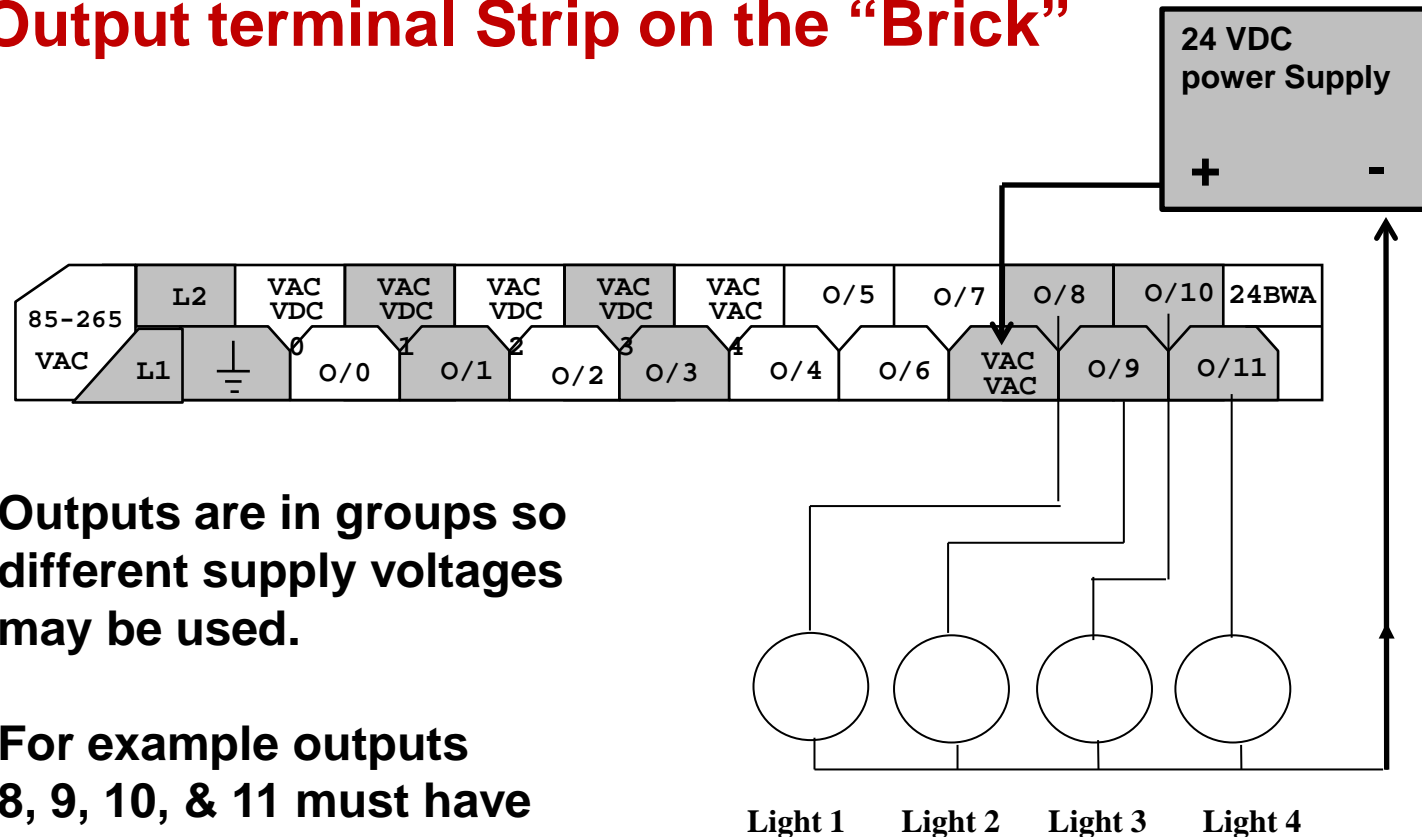 Output terminal Strip on the “Brick”
24 VDC
power Supply
+ -
85-265
VAC
L2
VAC
VDC
0
VAC
VDC
1
VAC
VDC
2
VAC
VDC
3
VAC
VAC
4
O/5
O/7
O/8
O/10
24BWA
L1
O/0
O/1
O/2
O/3
O/4
O/6
VAC
VAC
O/9
O/11
Outputs are in groups so
different supply voltages
may be used.
For example outputs
8, 9, 10, & 11 must have
Light 1 Light 2 Light 3 Light 4